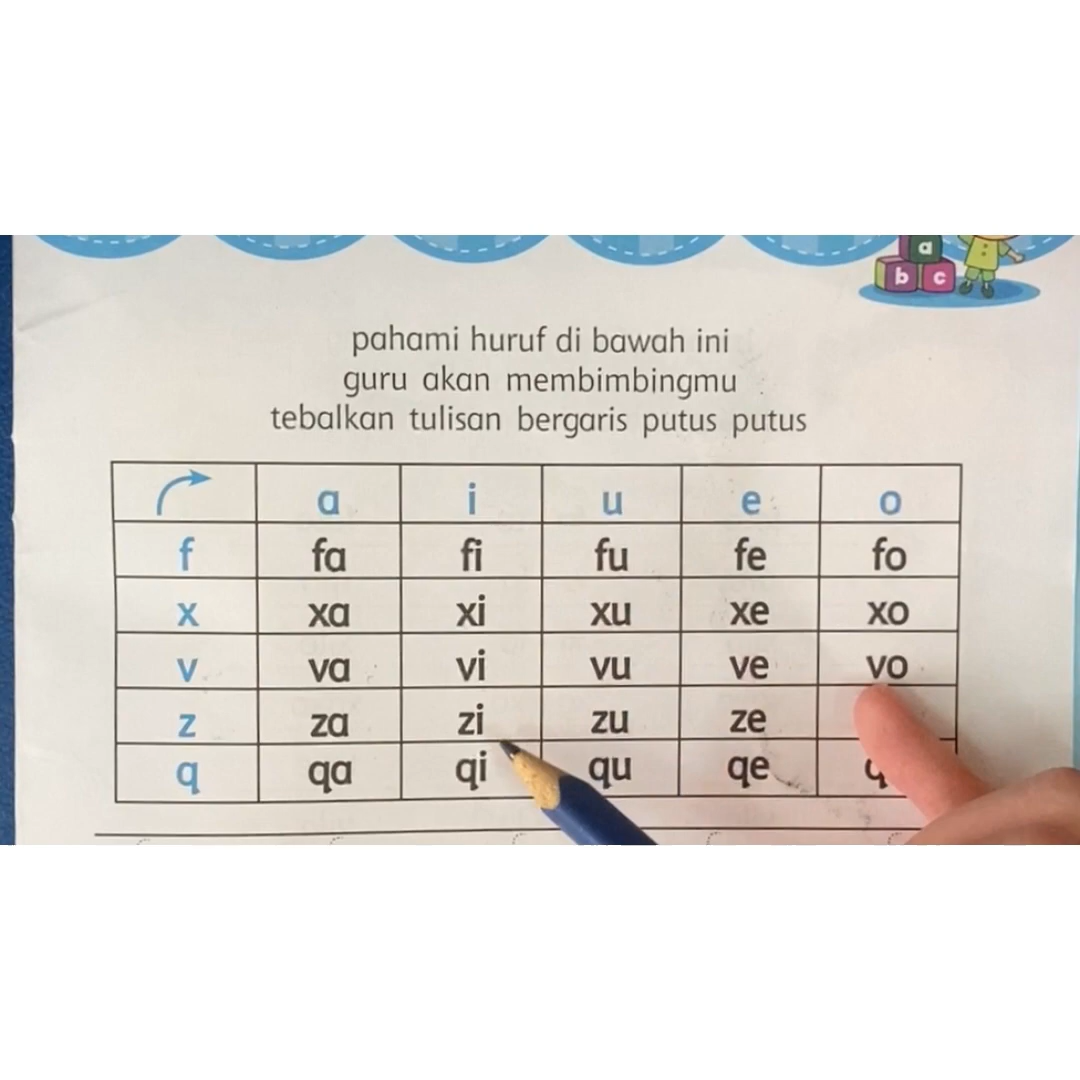 a
b c
pahami huruf di bawah ini
guru akan membimbingmu
tebalkan tulisan bergaris putus putus
a i u e o
f fa fi fu fe fo
x xa xi xu xe xo
v va vi vu ve vo
z za zi zu ze
q qa qi qu qe